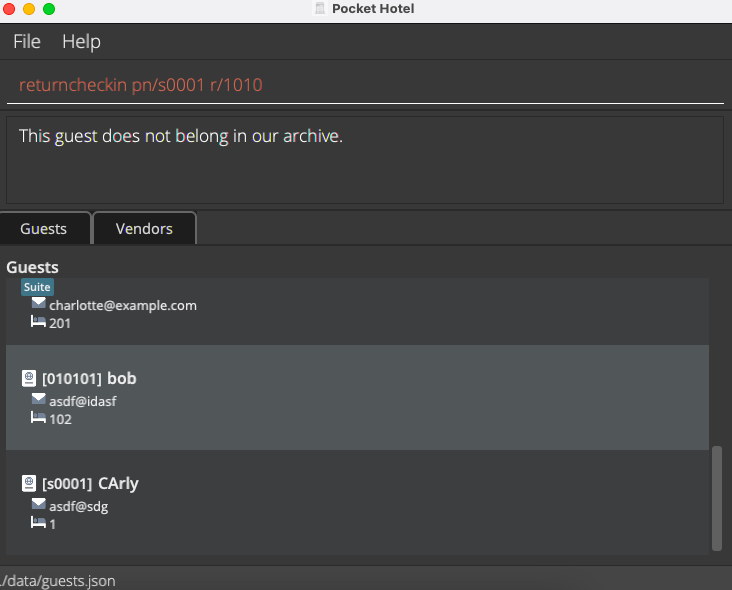 Pocket Hotel
File Help
returncheckin pn/s0001 r/1010
This guest does not belong in our archive.
Guests Vendors
Guests
Suite
charlotte@example.com
201
[010101] bob
asdf@idasf
102
[s0001] CArly
asdf@sdg
1
./data/guests.json